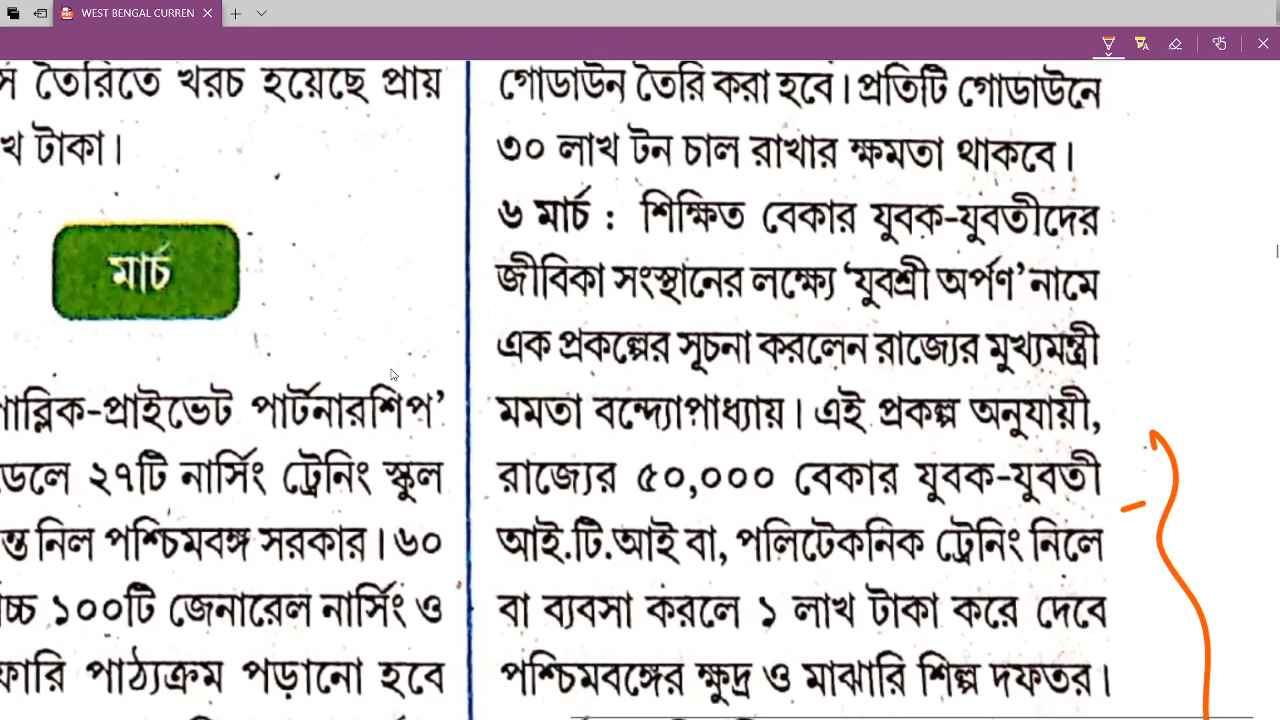 WEST BENGAL CURREN
তৈরিতে খরচ হয়েছে প্রায়
টাকা।
মার্চ
পাব্লিক-প্রাইভেট পার্টনারশিপ’
২৭টি নার্সিং ট্রেনিং স্কুল
নিল পশ্চিমবঙ্গ সরকার। ৬০
১০০টি জেনারেল নার্সিং ও
পাঠ্যক্রম পড়ানো হবে
গোডাউন তৈরি করা হবে। প্রতিটি গোডাউনে
৩০ লাখ টন চাল রাখার ক্ষমতা থাকবে।
৬ মার্চ : শিক্ষিত বেকার যুবক-যুবতীদের
জীবিকা সংস্থানের লক্ষ্যে ‘যুবশ্রী অর্পণ’ নামে
এক প্রকল্পের সূচনা করলেন রাজ্যের মুখ্যমন্ত্রী
মমতা বন্দ্যোপাধ্যায়। এই প্রকল্প অনুযায়ী,
রাজ্যের ৫০,০০০ বেকার যুবক-যুবতী
আই.টি.আই বা, পলিটেকনিক ট্রেনিং নিলে
বা ব্যবসা করলে ১ লাখ টাকা করে দেবে
পশ্চিমবঙ্গের ক্ষুদ্র ও মাঝারি শিল্প দফতর।